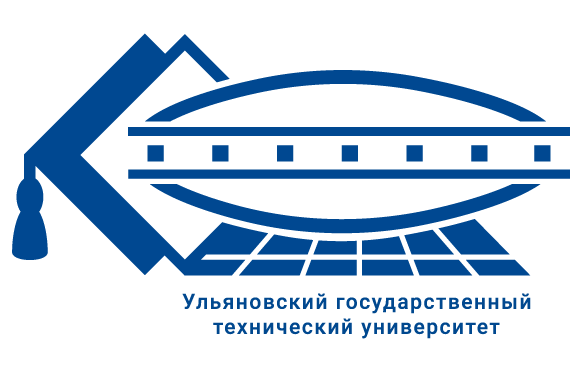 Ульяновский государственный
технический университет